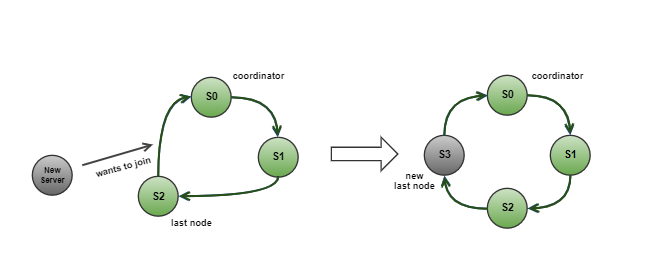 coordinator
S0
S1
New
Server
wants to join
S2
last node
coordinator
S0
S3
S1
new
last node
S2